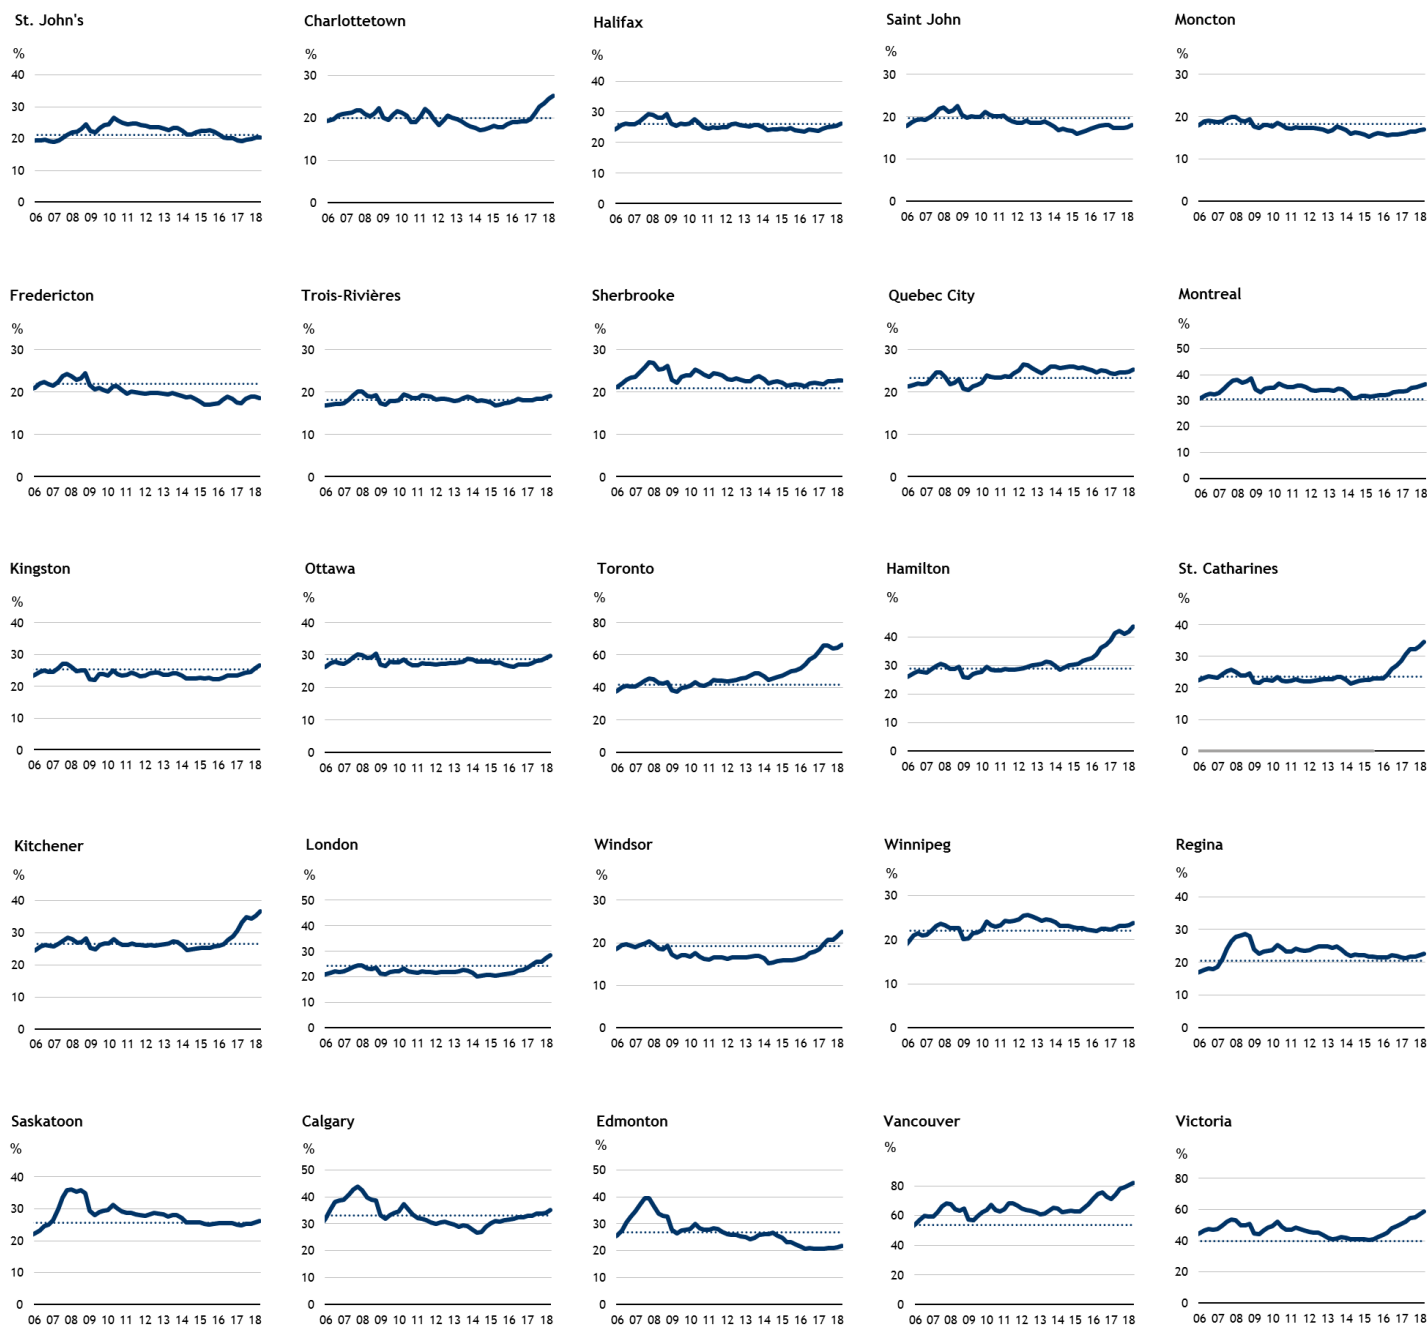 St. John's
%
40
30
20
10
0
06 07 08 09 10 11 12 13 14 15 16 17 18
Charlottetown
%
30
20
10
0
06 07 08 09 10 11 12 13 14 15 16 17 18
Halifax
%
40
30
20
10
0
06 07 08 09 10 11 12 13 14 15 16 17 18
Saint John
%
30
20
10
0
06 07 08 09 10 11 12 13 14 15 16 17 18
Moncton
%
30
20
10
0
06 07 08 09 10 11 12 13 14 15 16 17 18
Fredericton
%
30
20
10
0
06 07 08 09 10 11 12 13 14 15 16 17 18
Trois-Rivières
%
30
20
10
0
06 07 08 09 10 11 12 13 14 15 16 17 18
Sherbrooke
%
30
20
10
0
06 07 08 09 10 11 12 13 14 15 16 17 18
Quebec City
%
30
20
10
0
06 07 08 09 10 11 12 13 14 15 16 17 18
Montreal
%
50
40
30
20
10
0
06 07 08 09 10 11 12 13 14 15 16 17 18
Kingston
%
40
30
20
10
0
06 07 08 09 10 11 12 13 14 15 16 17 18
Ottawa
%
40
30
20
10
0
06 07 08 09 10 11 12 13 14 15 16 17 18
Toronto
%
80
60
40
20
0
06 07 08 09 10 11 12 13 14 15 16 17 18
Hamilton
%
40
30
20
10
0
06 07 08 09 10 11 12 13 14 15 16 17 18
St. Catharines
%
40
30
20
10
0
06 07 08 09 10 11 12 13 14 15 16 17 18
Kitchener
%
40
30
20
10
0
06 07 08 09 10 11 12 13 14 15 16 17 18
London
%
50
40
30
20
10
0
06 07 08 09 10 11 12 13 14 15 16 17 18
Windsor
%
30
20
10
0
06 07 08 09 10 11 12 13 14 15 16 17 18
Winnipeg
%
30
20
10
0
06 07 08 09 10 11 12 13 14 15 16 17 18
Regina
%
40
30
20
10
0
06 07 08 09 10 11 12 13 14 15 16 17 18
Saskatoon
%
40
30
20
10
0
06 07 08 09 10 11 12 13 14 15 16 17 18
Calgary
%
50
40
30
20
10
0
06 07 08 09 10 11 12 13 14 15 16 17 18
Edmonton
%
50
40
30
20
10
0
06 07 08 09 10 11 12 13 14 15 16 17 18
Vancouver
%
80
60
40
20
0
06 07 08 09 10 11 12 13 14 15 16 17 18
Victoria
%
80
60
40
20
0
06 07 08 09 10 11 12 13 14 15 16 17 18